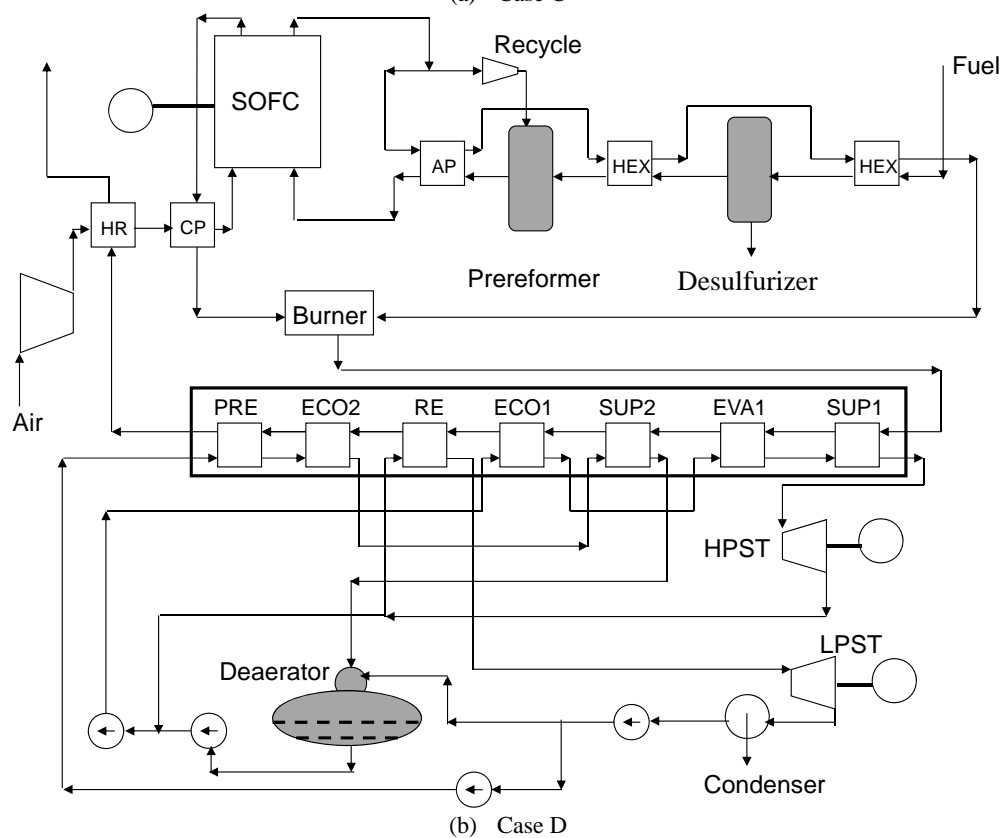 (a) Case C
Recycle
Fuel
SOFC
AP
HEX
HEX
HR
CP
Prereformer
Desulfurizer
Burner
Air
PRE
ECO2
RE
ECO1
SUP2
EVA1
SUP1
HPST
LPST
Deaerator
Condenser
(b) Case D